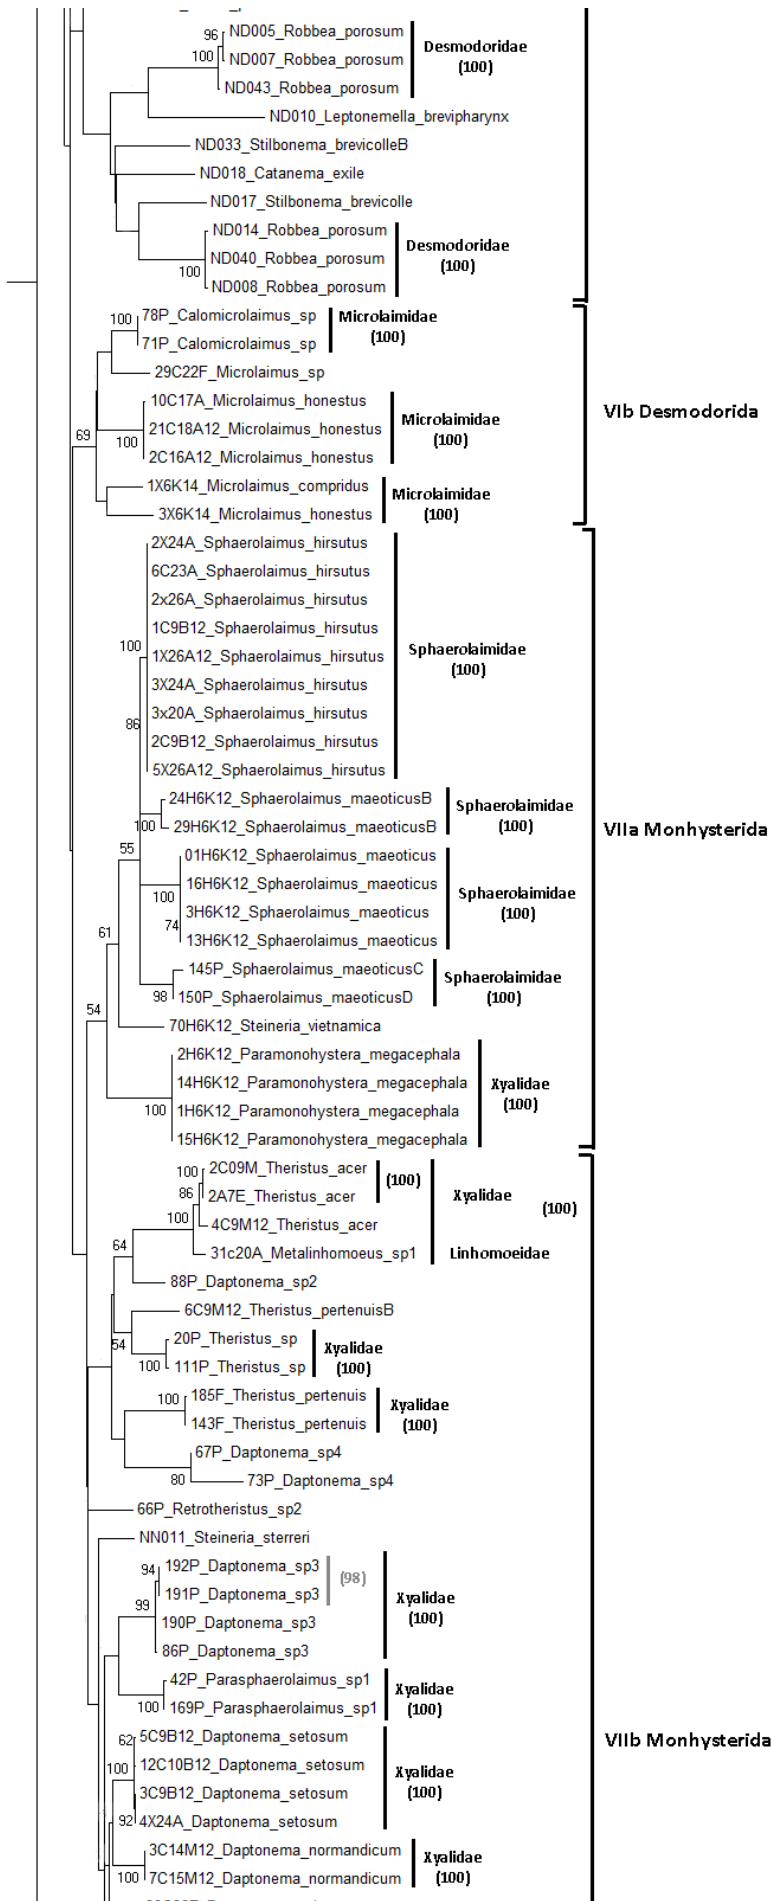 96
ND005_Robbea_porosum
100
ND007_Robbea_porosum
ND043_Robbea_porosum
Desmodoridae
(100)
ND010_Leptonemella_brevipharynx
ND033_Stilbonema_brevicolleB
ND018_Catanema_exile
ND017_Stilbonema_brevicolle
ND014_Robbea_porosum
ND040_Robbea_porosum
100
ND008_Robbea_porosum
Desmodoridae
(100)
100
78P_Calomicrolaimus_sp
71P_Calomicrolaimus_sp
Microlaimidae
(100)
29C22F_Microlaimus_sp
10C17A_Microlaimus_honestus
69
21C18A12_Microlaimus_honestus
100
2C16A12_Microlaimus_honestus
Microlaimidae
(100)
VIb Desmodorida
1X6K14_Microlaimus_compridus
3X6K14_Microlaimus_honestus
Microlaimidae
(100)
2X24A_Sphaerolaimus_hirsutus
6C23A_Sphaerolaimus_hirsutus
2x26A_Sphaerolaimus_hirsutus
1C9B12_Sphaerolaimus_hirsutus
100
1X26A12_Sphaerolaimus_hirsutus
3X24A_Sphaerolaimus_hirsutus
3x20A_Sphaerolaimus_hirsutus
86
2C9B12_Sphaerolaimus_hirsutus
5X26A12_Sphaerolaimus_hirsutus
Sphaerolaimidae
(100)
24H6K12_Sphaerolaimus_maeoticusB
100
29H6K12_Sphaerolaimus_maeoticusB
Sphaerolaimidae
(100)
VIIa Monhysterida
55
01H6K12_Sphaerolaimus_maeoticus
16H6K12_Sphaerolaimus_maeoticus
100
3H6K12_Sphaerolaimus_maeoticus
74
13H6K12_Sphaerolaimus_maeoticus
Sphaerolaimidae
(100)
61
145P_Sphaerolaimus_maeoticusC
98
150P_Sphaerolaimus_maeoticusD
Sphaerolaimidae
(100)
54
70H6K12_Steineria_vietnamica
2H6K12_Paramonohystera_megacephala
14H6K12_Paramonohystera_megacephala
100
1H6K12_Paramonohystera_megacephala
15H6K12_Paramonohystera_megacephala
Xyalidae
(100)
100
2C09M_Theristus_acer
86
2A7E_Theristus_acer
(100)
100
4C9M12_Theristus_acer
Xyalidae
(100)
31c20A_Metalinhomoeus_sp1
Linhomoeidae
64
88P_Daptonema_sp2
6C9M12_Theristus_pertenuisB
54
20P_Theristus_sp
100
111P_Theristus_sp
Xyalidae
(100)
100
185F_Theristus_pertenuis
143F_Theristus_pertenuis
Xyalidae
(100)
67P_Daptonema_sp4
80
73P_Daptonema_sp4
66P_Retrotheristus_sp2
NN011_Steineria_sterreri
94
192P_Daptonema_sp3
191P_Daptonema_sp3
(98)
99
190P_Daptonema_sp3
86P_Daptonema_sp3
Xyalidae
(100)
42P_Parasphaerolaimus_sp1
100
169P_Parasphaerolaimus_sp1
Xyalidae
(100)
VIIb Monhysterida
62
5C9B12_Daptonema_setosum
100
12C10B12_Daptonema_setosum
3C9B12_Daptonema_setosum
92
4X24A_Daptonema_setosum
Xyalidae
(100)
3C14M12_Daptonema_normandicum
100
7C15M12_Daptonema_normandicum
Xyalidae
(100)